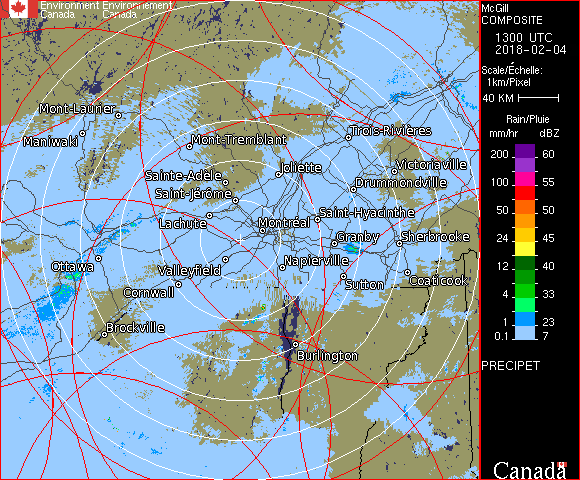 Environment Environnement
Canada Canada
McGill
COMPOSITE
1300 UTC
2018-02-04
Scale/Échelle:
1km/Pixel
40 KM
Rain/Pluie
mm/hr dBZ
200 60
100 55
50 50
24 45
12 40
4 33
1 23
0.1 7
PRECIPET
Canada
Mont-Laurier
Maniwaki
Mont-Tremblant
Trois-Rivières
Joliette
Victoriaville
Sainte-Adèle
Drummondville
Saint-Jérôme
Saint-Hyacinthe
Lachute
Montréal
Granby
Sherbrooke
Ottawa
Valleyfield
Napierville
Sutton
Coaticook
Cornwall
Brockville
Burlington